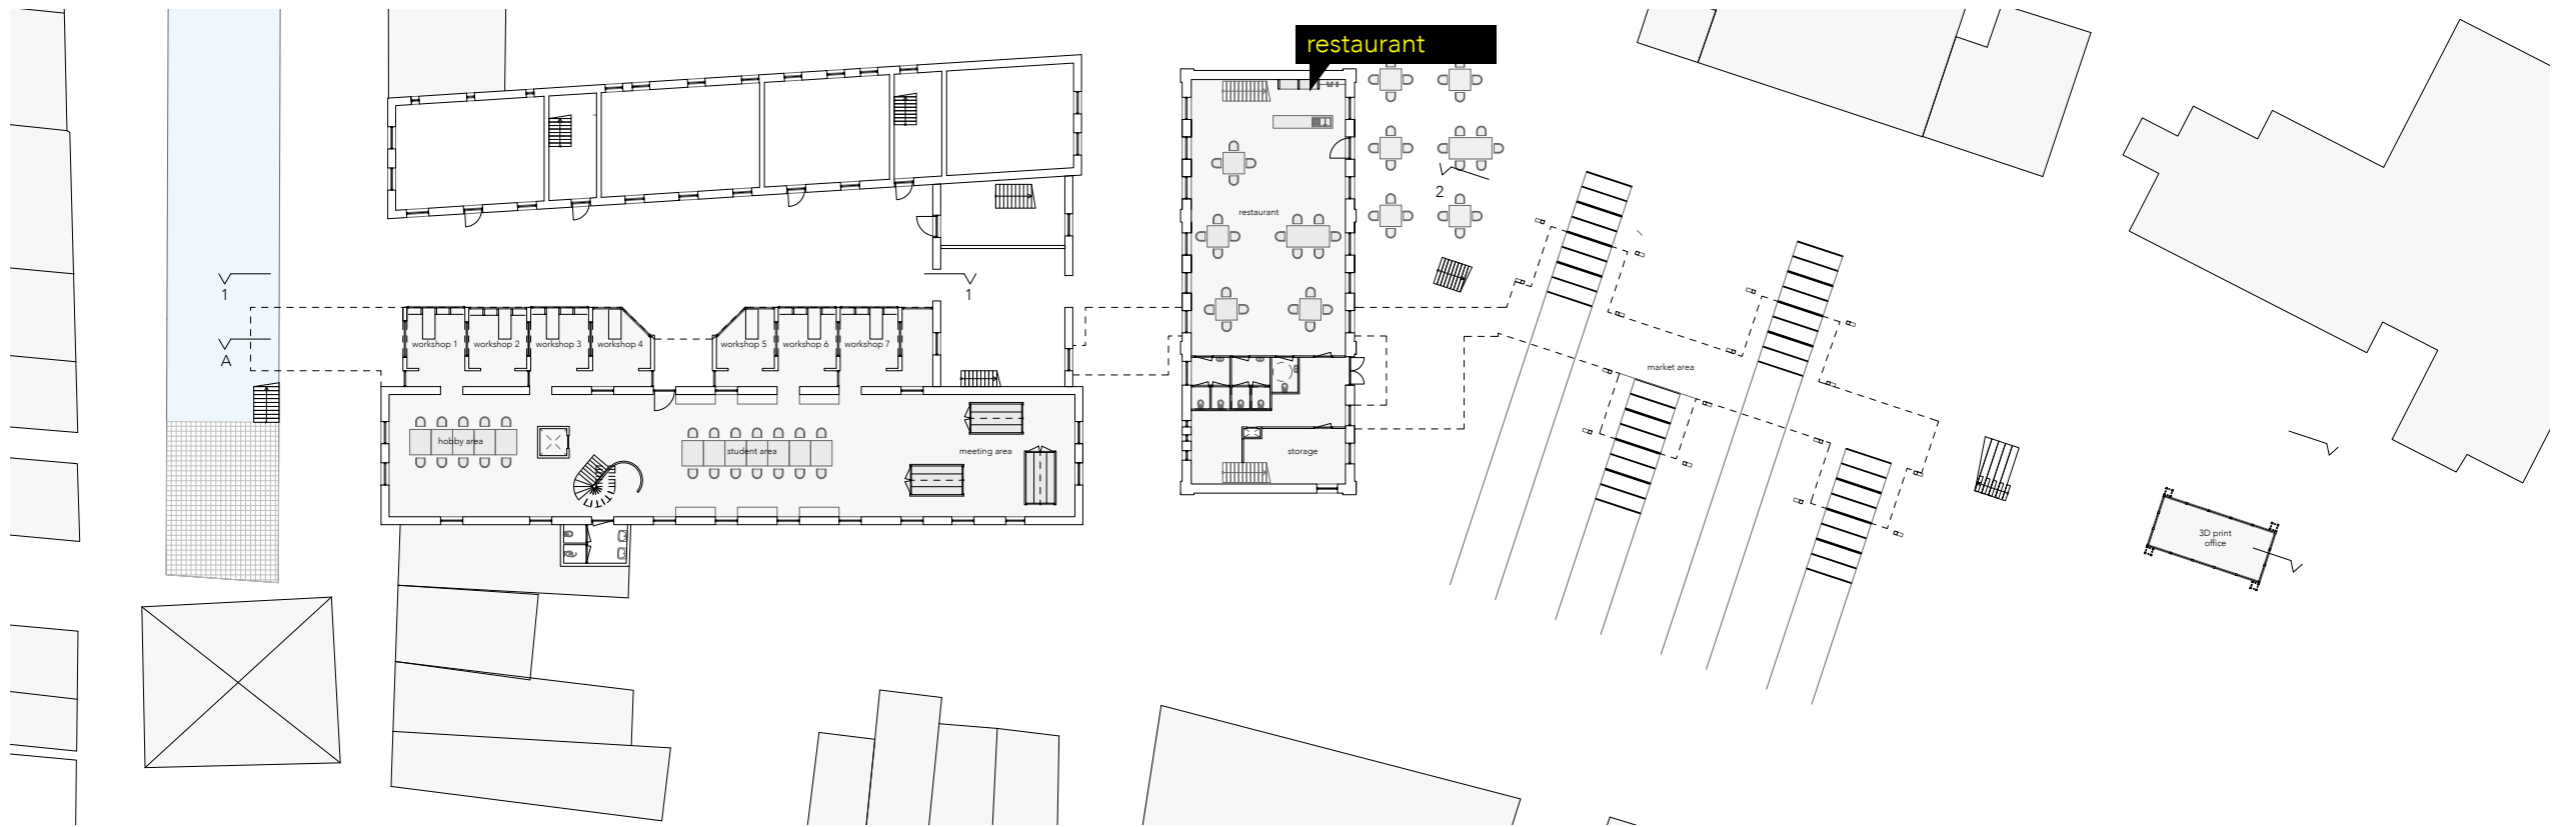 restaurant
2
restaurant
1
1
A
workshop 1
workshop 2
workshop 3
workshop 4
workshop 5
workshop 6
workshop 7
market area
hobby area
student area
meeting area
storage
3D print
office